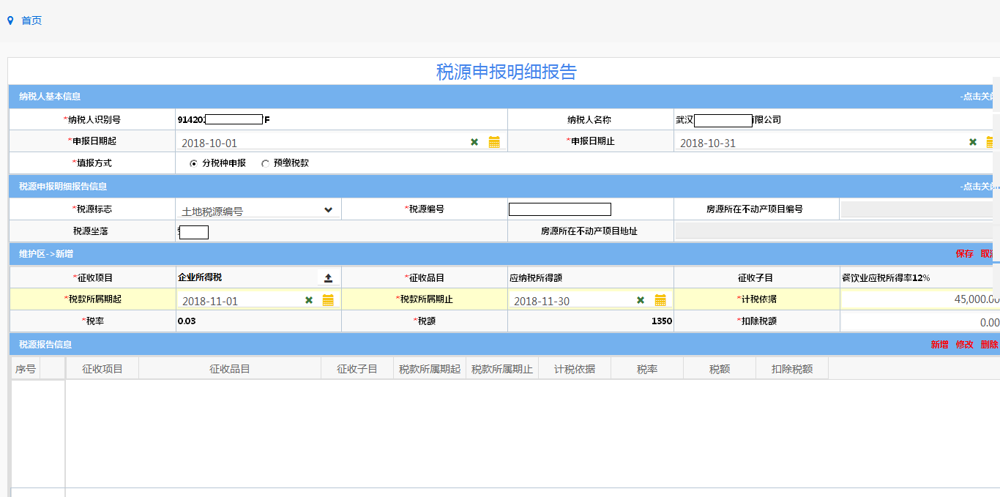 首页
税源申报明细报告
纳税人基本信息 -点击关闭
*纳税人识别号 91420 F 纳税人名称 武汉 有限公司
*申报日期起 2018-10-01 *申报日期止 2018-10-31
*填报方式 分税种申报 预缴税款
税源申报明细报告信息 -点击关闭
*税源标志 土地税源编号 *税源编号 房源所在不动产项目编号
税源坐落 房源所在不动产项目地址
维护区->新增 保存 取消
*征收项目 企业所得税 *征收品目 应纳税所得额 征收子目 餐饮业应税所得率12%
*税款所属期起 2018-11-01 *税款所属期止 2018-11-30 *计税依据 45,000.00
*税率 0.03 *税额 1350 *扣除税额 0.00
税源报告信息 新增 修改 删除
序号 征收项目 征收品目 征收子目 税款所属期起 税款所属期止 计税依据 税率 税额 扣除税额